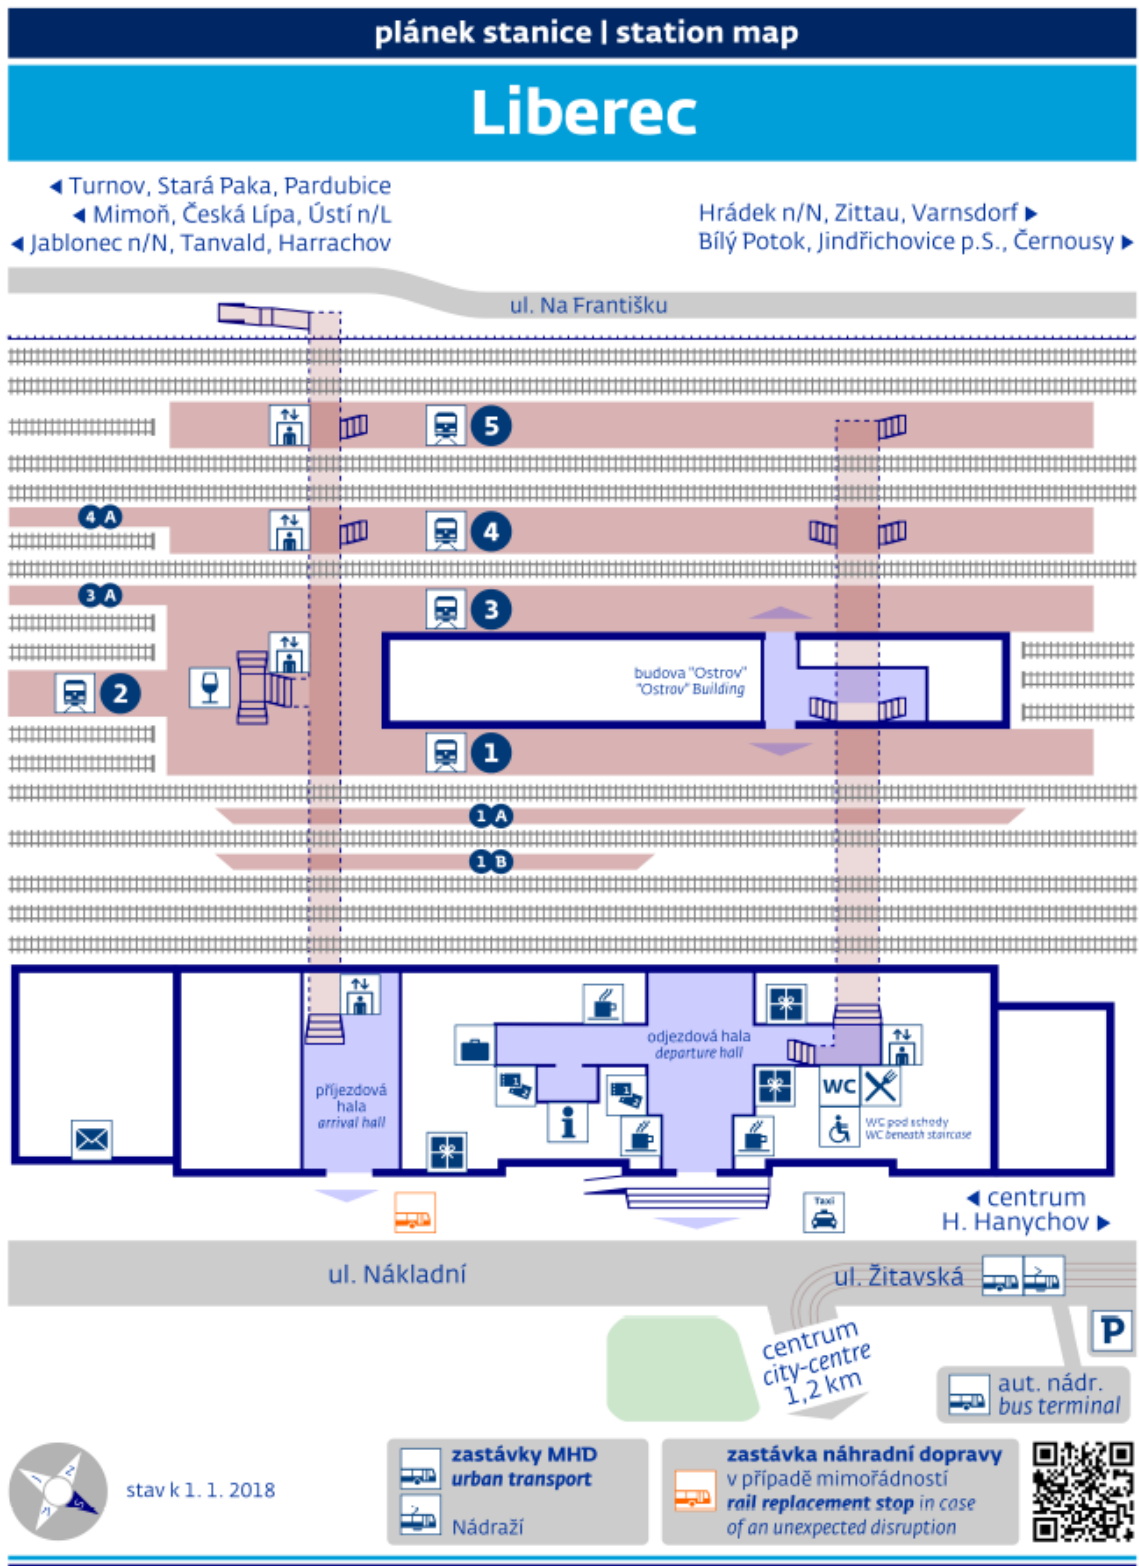 plánek stanice | station map
Liberec
◀ Turnov, Stará Paka, Pardubice
◀ Mimoň, Česká Lípa, Ústí n/L
◀ Jablonec n/N, Tanvald, Harrachov
Hrádek n/N, Zittau, Varnsdorf ▶
Bílý Potok, Jindřichovice p.S., Černousy ▶
ul. Na Františku
5
4 A
4
3 A
3
budova "Ostrov"
"Ostrov" Building
2
1
1 A
1 B
odjezdová hala
departure hall
příjezdová
hala
arrival hall
WC
WC pod schody
WC beneath staircase
Taxi
◀ centrum
H. Hanychov ▶
ul. Nákladní
ul. Žitavská
P
centrum
city-centre
1,2 km
aut. nádr.
bus terminal
stav k 1. 1. 2018
zastávky MHD
urban transport
Nádraží
zastávka náhradní dopravy
v případě mimořádností
rail replacement stop in case
of an unexpected disruption